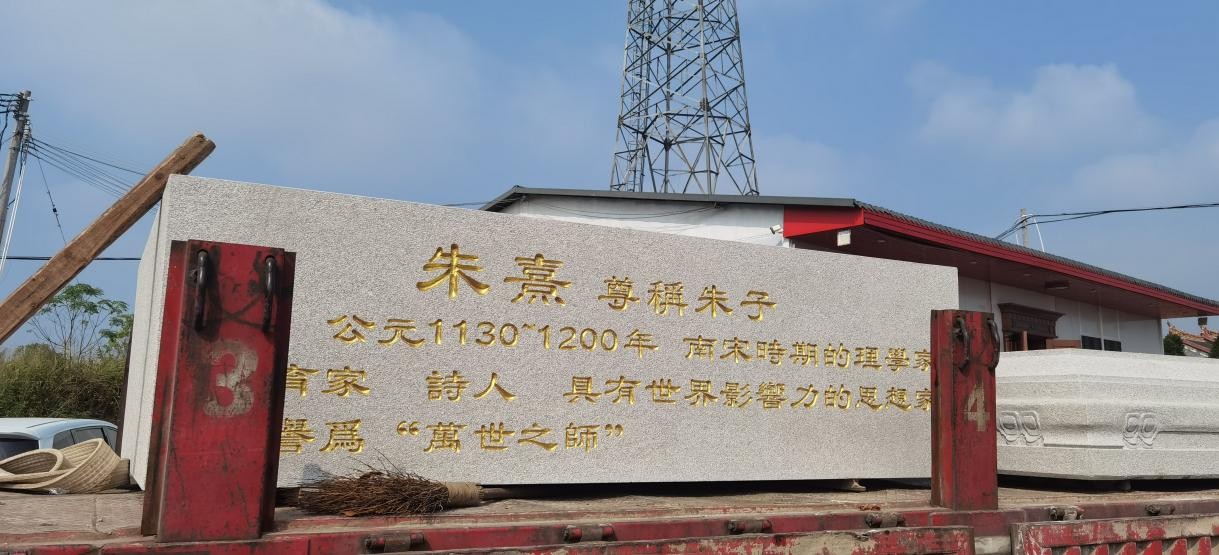 朱熹 尊稱朱子
公元1130~1200年 南宋時期的理學家
育家 詩人 具有世界影響力的思想家
譽爲“萬世之師”
3
4